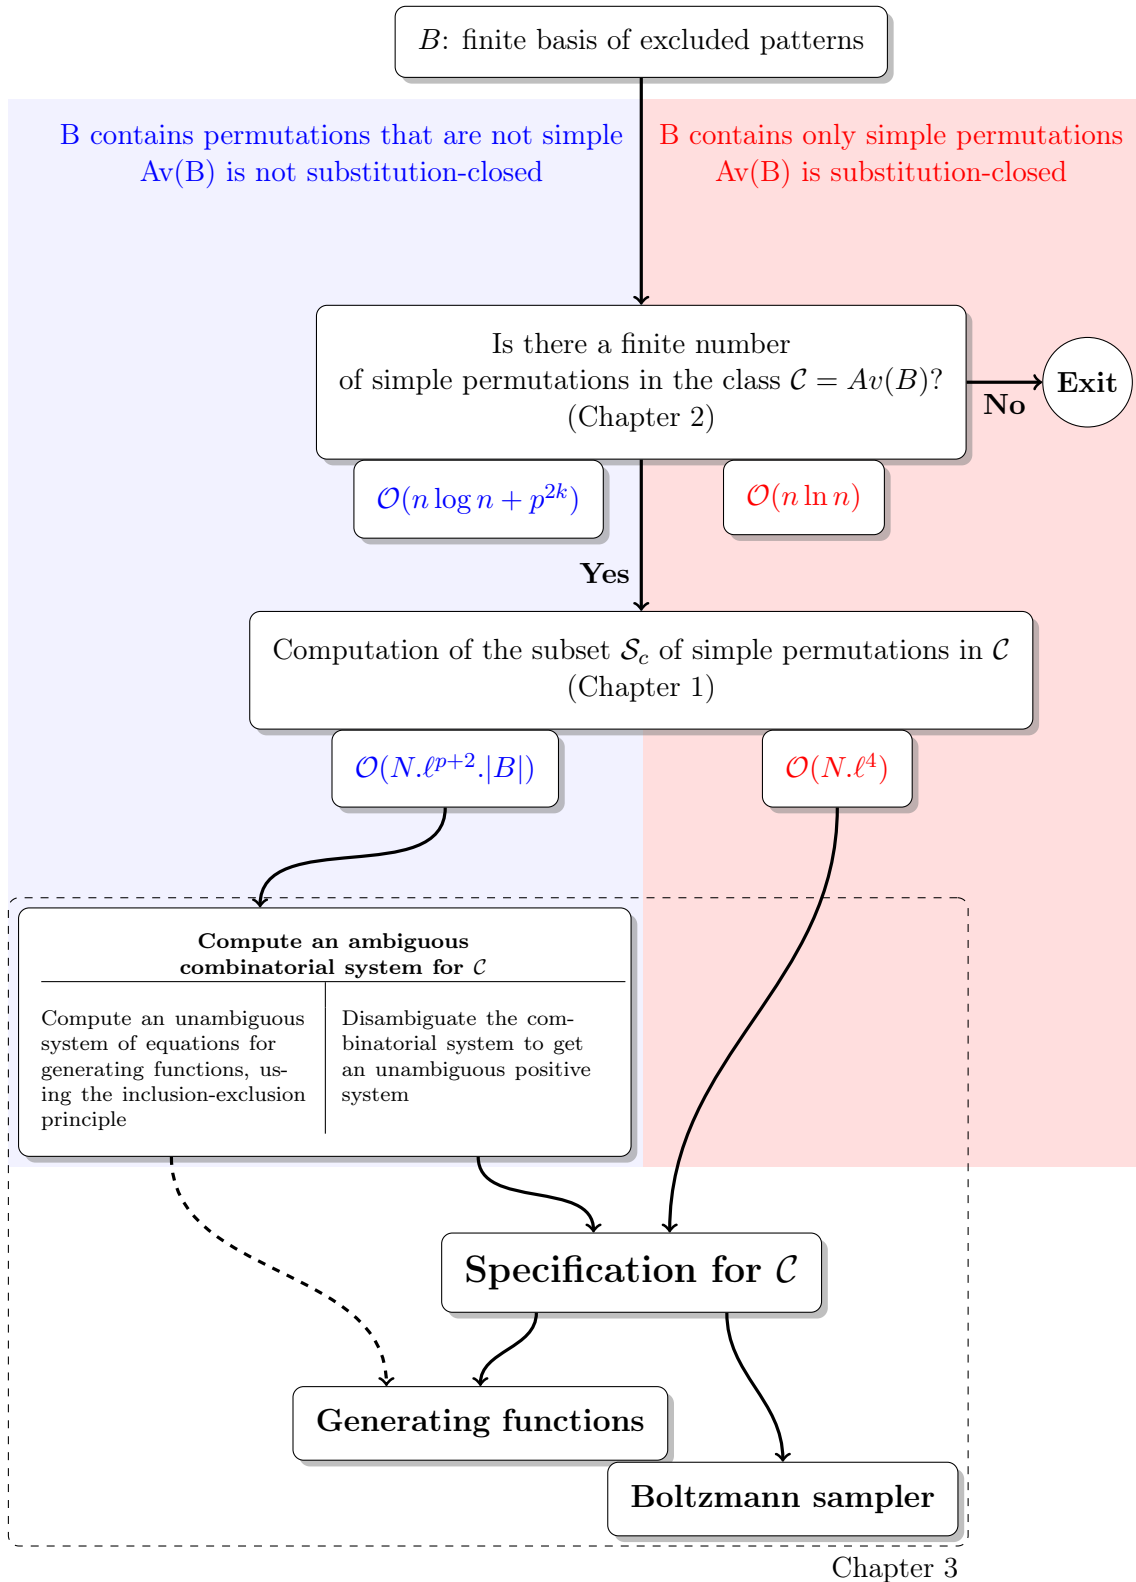 B: finite basis of excluded patterns
B contains permutations that are not simple
Av(B) is not substitution-closed
B contains only simple permutations
Av(B) is substitution-closed
Is there a finite number
of simple permutations in the class 𝒞 = Av(B)?
(Chapter 2)
No
Exit
𝒪(n log n + p^{2k})
𝒪(n ln n)
Yes
Computation of the subset 𝒮_c of simple permutations in 𝒞
(Chapter 1)
𝒪(N.ℓ^{p+2}.|B|)
𝒪(N.ℓ^4)
Compute an ambiguous
combinatorial system for 𝒞
Compute an unambiguous
system of equations for
generating functions, us-
ing the inclusion-exclusion
principle
Disambiguate the com-
binatorial system to get
an unambiguous positive
system
Specification for 𝒞
Generating functions
Boltzmann sampler
Chapter 3